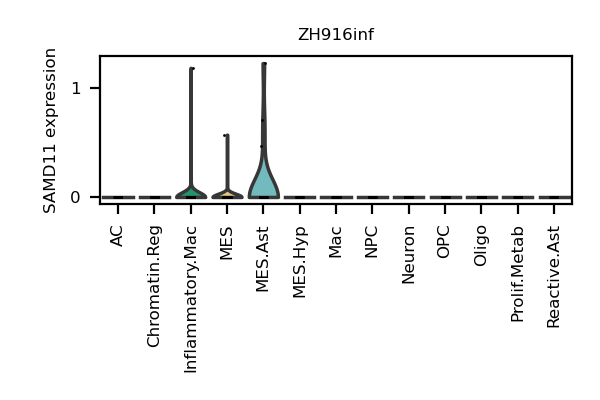 ZH916inf
SAMD11 expression
1
0
AC
Chromatin.Reg
Inflammatory.Mac
MES
MES.Ast
MES.Hyp
Mac
NPC
Neuron
OPC
Oligo
Prolif.Metab
Reactive.Ast